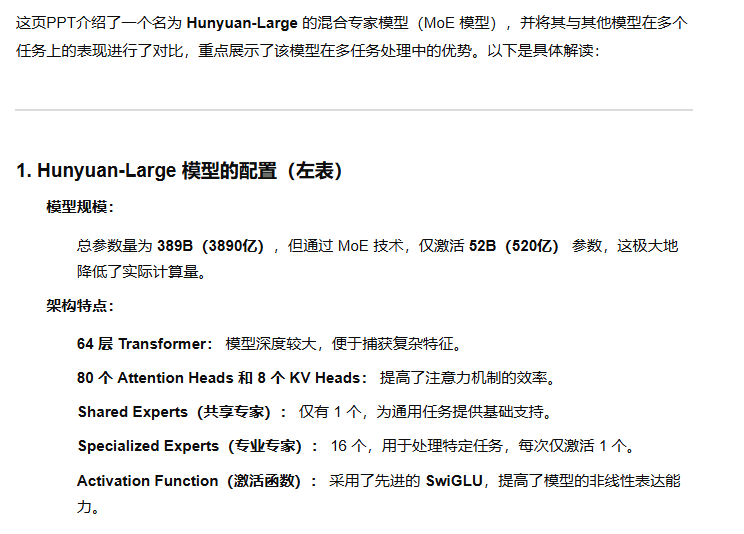 这页PPT介绍了一个名为 Hunyuan-Large 的混合专家模型（MoE 模型），并将其与其他模型在多个
任务上的表现进行了对比，重点展示了该模型在多任务处理中的优势。以下是具体解读：
1. Hunyuan-Large 模型的配置（左表）
模型规模：
总参数量为 389B（3890亿），但通过 MoE 技术，仅激活 52B（520亿） 参数，这极大地
降低了实际计算量。
架构特点：
64 层 Transformer： 模型深度较大，便于捕获复杂特征。
80 个 Attention Heads 和 8 个 KV Heads： 提高了注意力机制的效率。
Shared Experts（共享专家）： 仅有 1 个，为通用任务提供基础支持。
Specialized Experts（专业专家）： 16 个，用于处理特定任务，每次仅激活 1 个。
Activation Function（激活函数）： 采用了先进的 SwiGLU，提高了模型的非线性表达能
力。